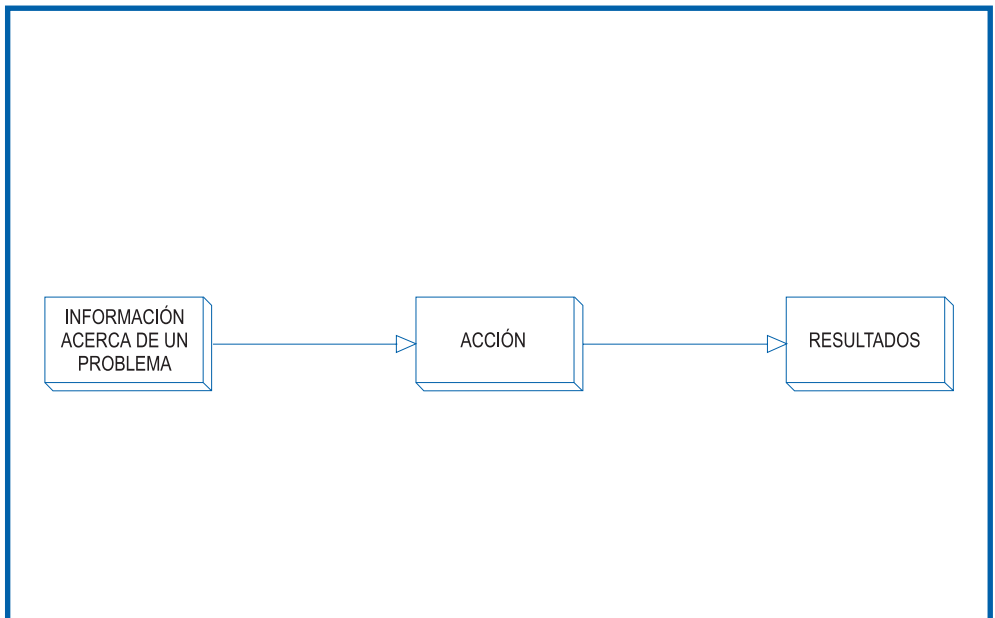 INFORMACIÓN
ACERCA DE UN
PROBLEMA
ACCIÓN
RESULTADOS